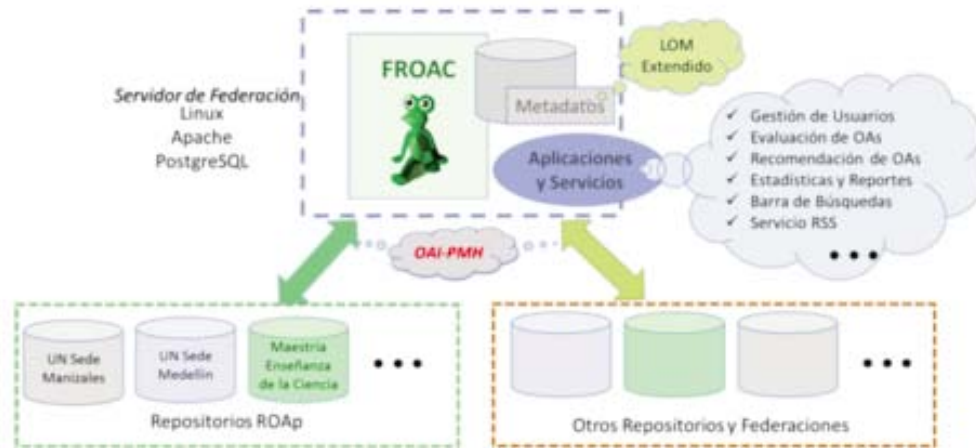 Servidor de Federación
Linux
Apache
PostgreSQL
FROAC
Metadatos
Aplicaciones
y Servicios
LOM
Extendido
✓ Gestión de Usuarios
✓ Evaluación de OAs
✓ Recomendación de OAs
✓ Estadísticas y Reportes
✓ Barra de Búsquedas
✓ Servicio RSS
OAI-PMH
UN Sede
Manizales
UN Sede
Medellín
Maestría
Enseñanza
de la Ciencia
Repositorios ROAp
Otros Repositorios y Federaciones